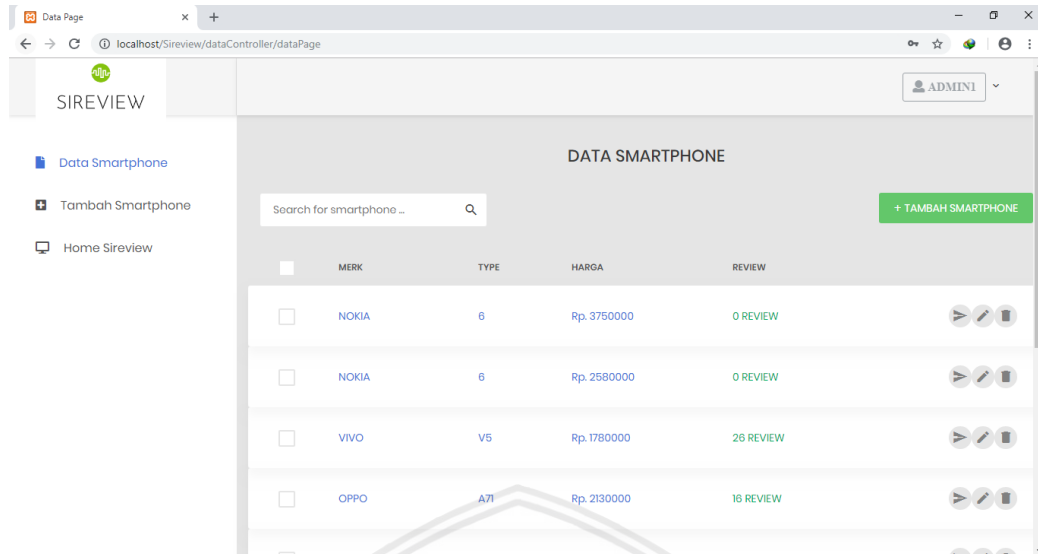 Data Page
localhost/Sireview/dataController/dataPage
SIREVIEW
ADMIN1
Data Smartphone
Tambah Smartphone
Home Sireview
DATA SMARTPHONE
Search for smartphone ...
+ TAMBAH SMARTPHONE
MERK TYPE HARGA REVIEW
NOKIA 6 Rp. 3750000 0 REVIEW
NOKIA 6 Rp. 2580000 0 REVIEW
VIVO V5 Rp. 1780000 26 REVIEW
OPPO A71 Rp. 2130000 16 REVIEW